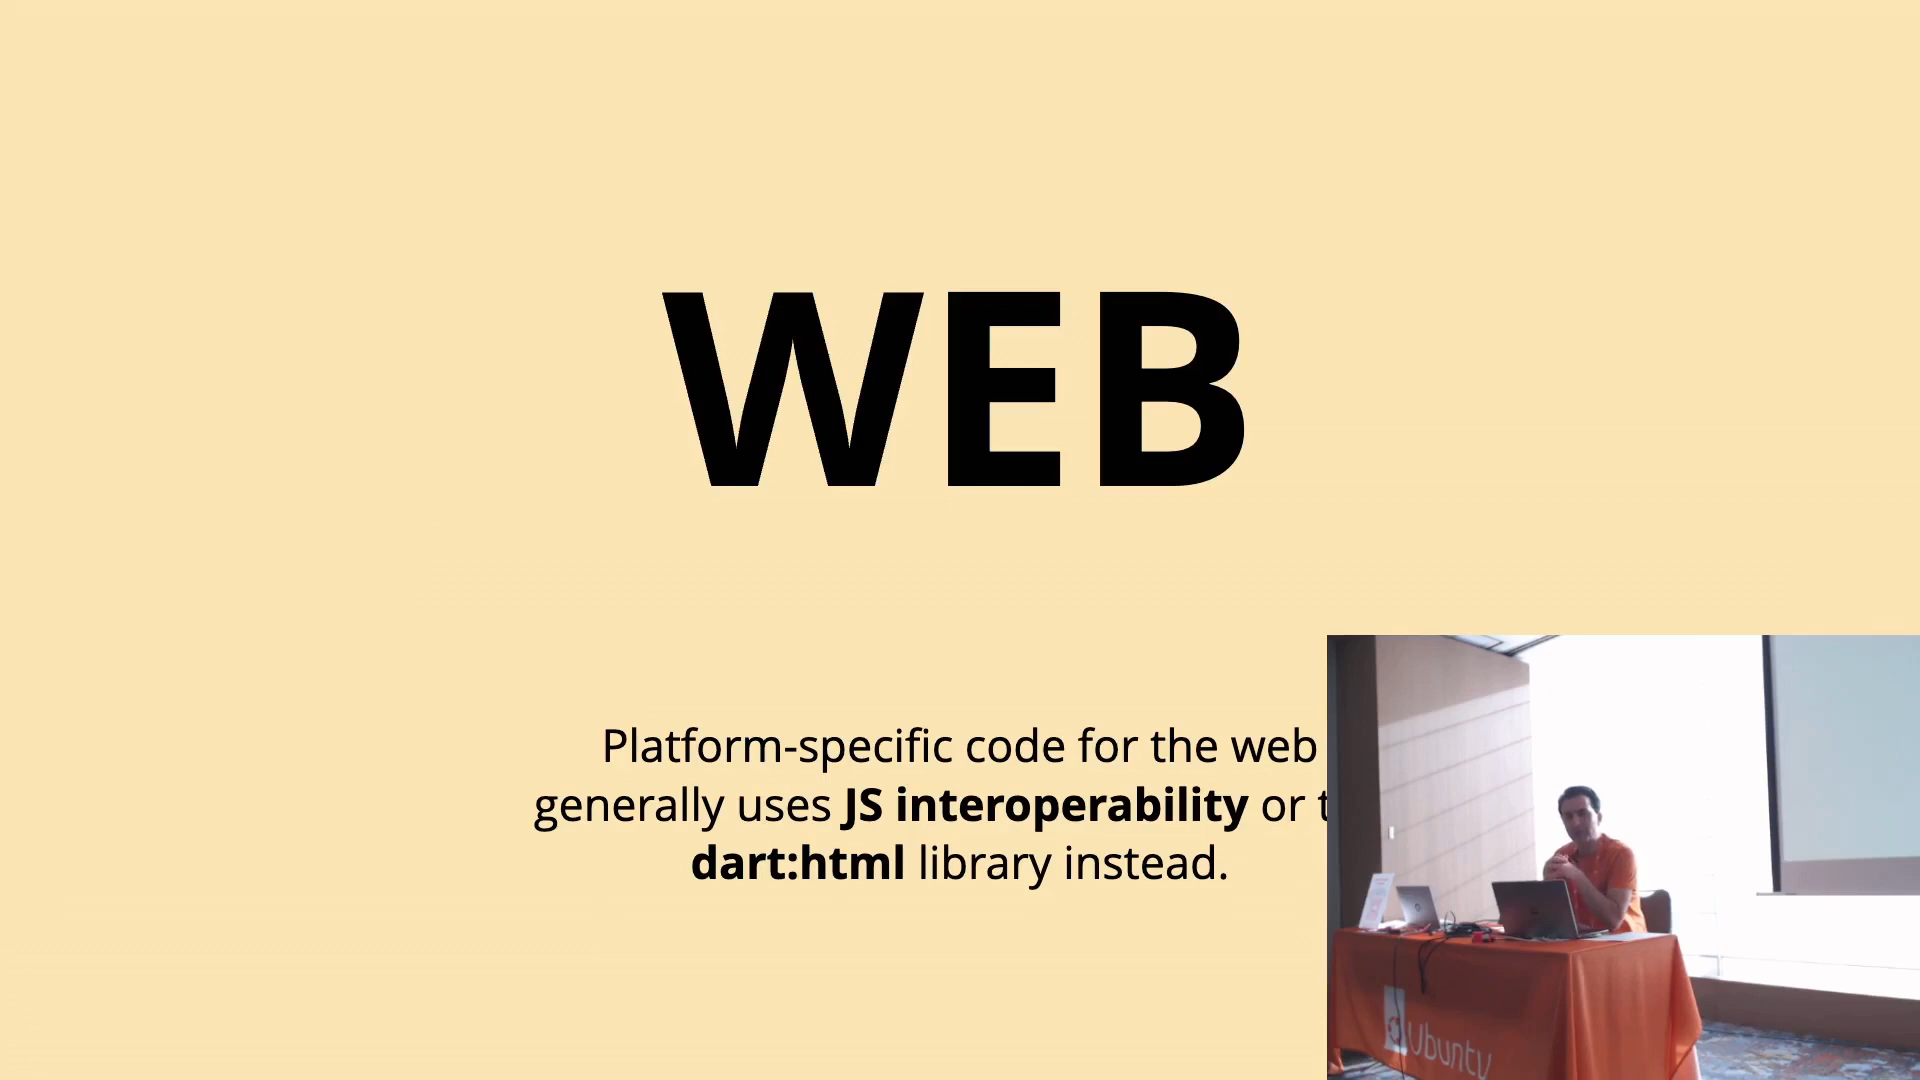 WEB
Platform-specific code for the web
generally uses JS interoperability or t
dart:html library instead.
Ubuntu